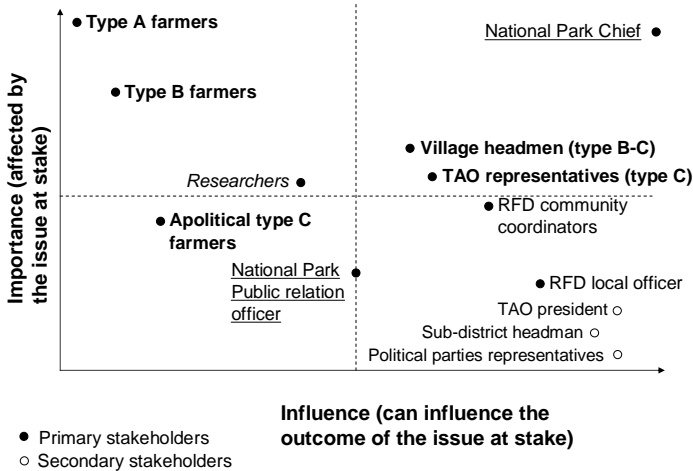 Type A farmers
National Park Chief
Type B farmers
Village headmen (type B-C)
Researchers
TAO representatives (type C)
RFD community
coordinators
Apolitical type C
farmers
National Park
Public relation
officer
RFD local officer
TAO president
Sub-district headman
Political parties representatives
Importance (affected by
the issue at stake)
Influence (can influence the
outcome of the issue at stake)
Primary stakeholders
Secondary stakeholders